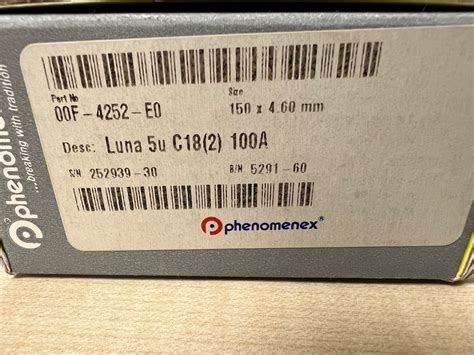 Part No
Size
00F-4252-E0
150 x 4.60 mm
Desc: Luna 5u C18(2) 100A
S/N 252939-30
B/N 5291-60
phenomenex®
...breaking with tradition